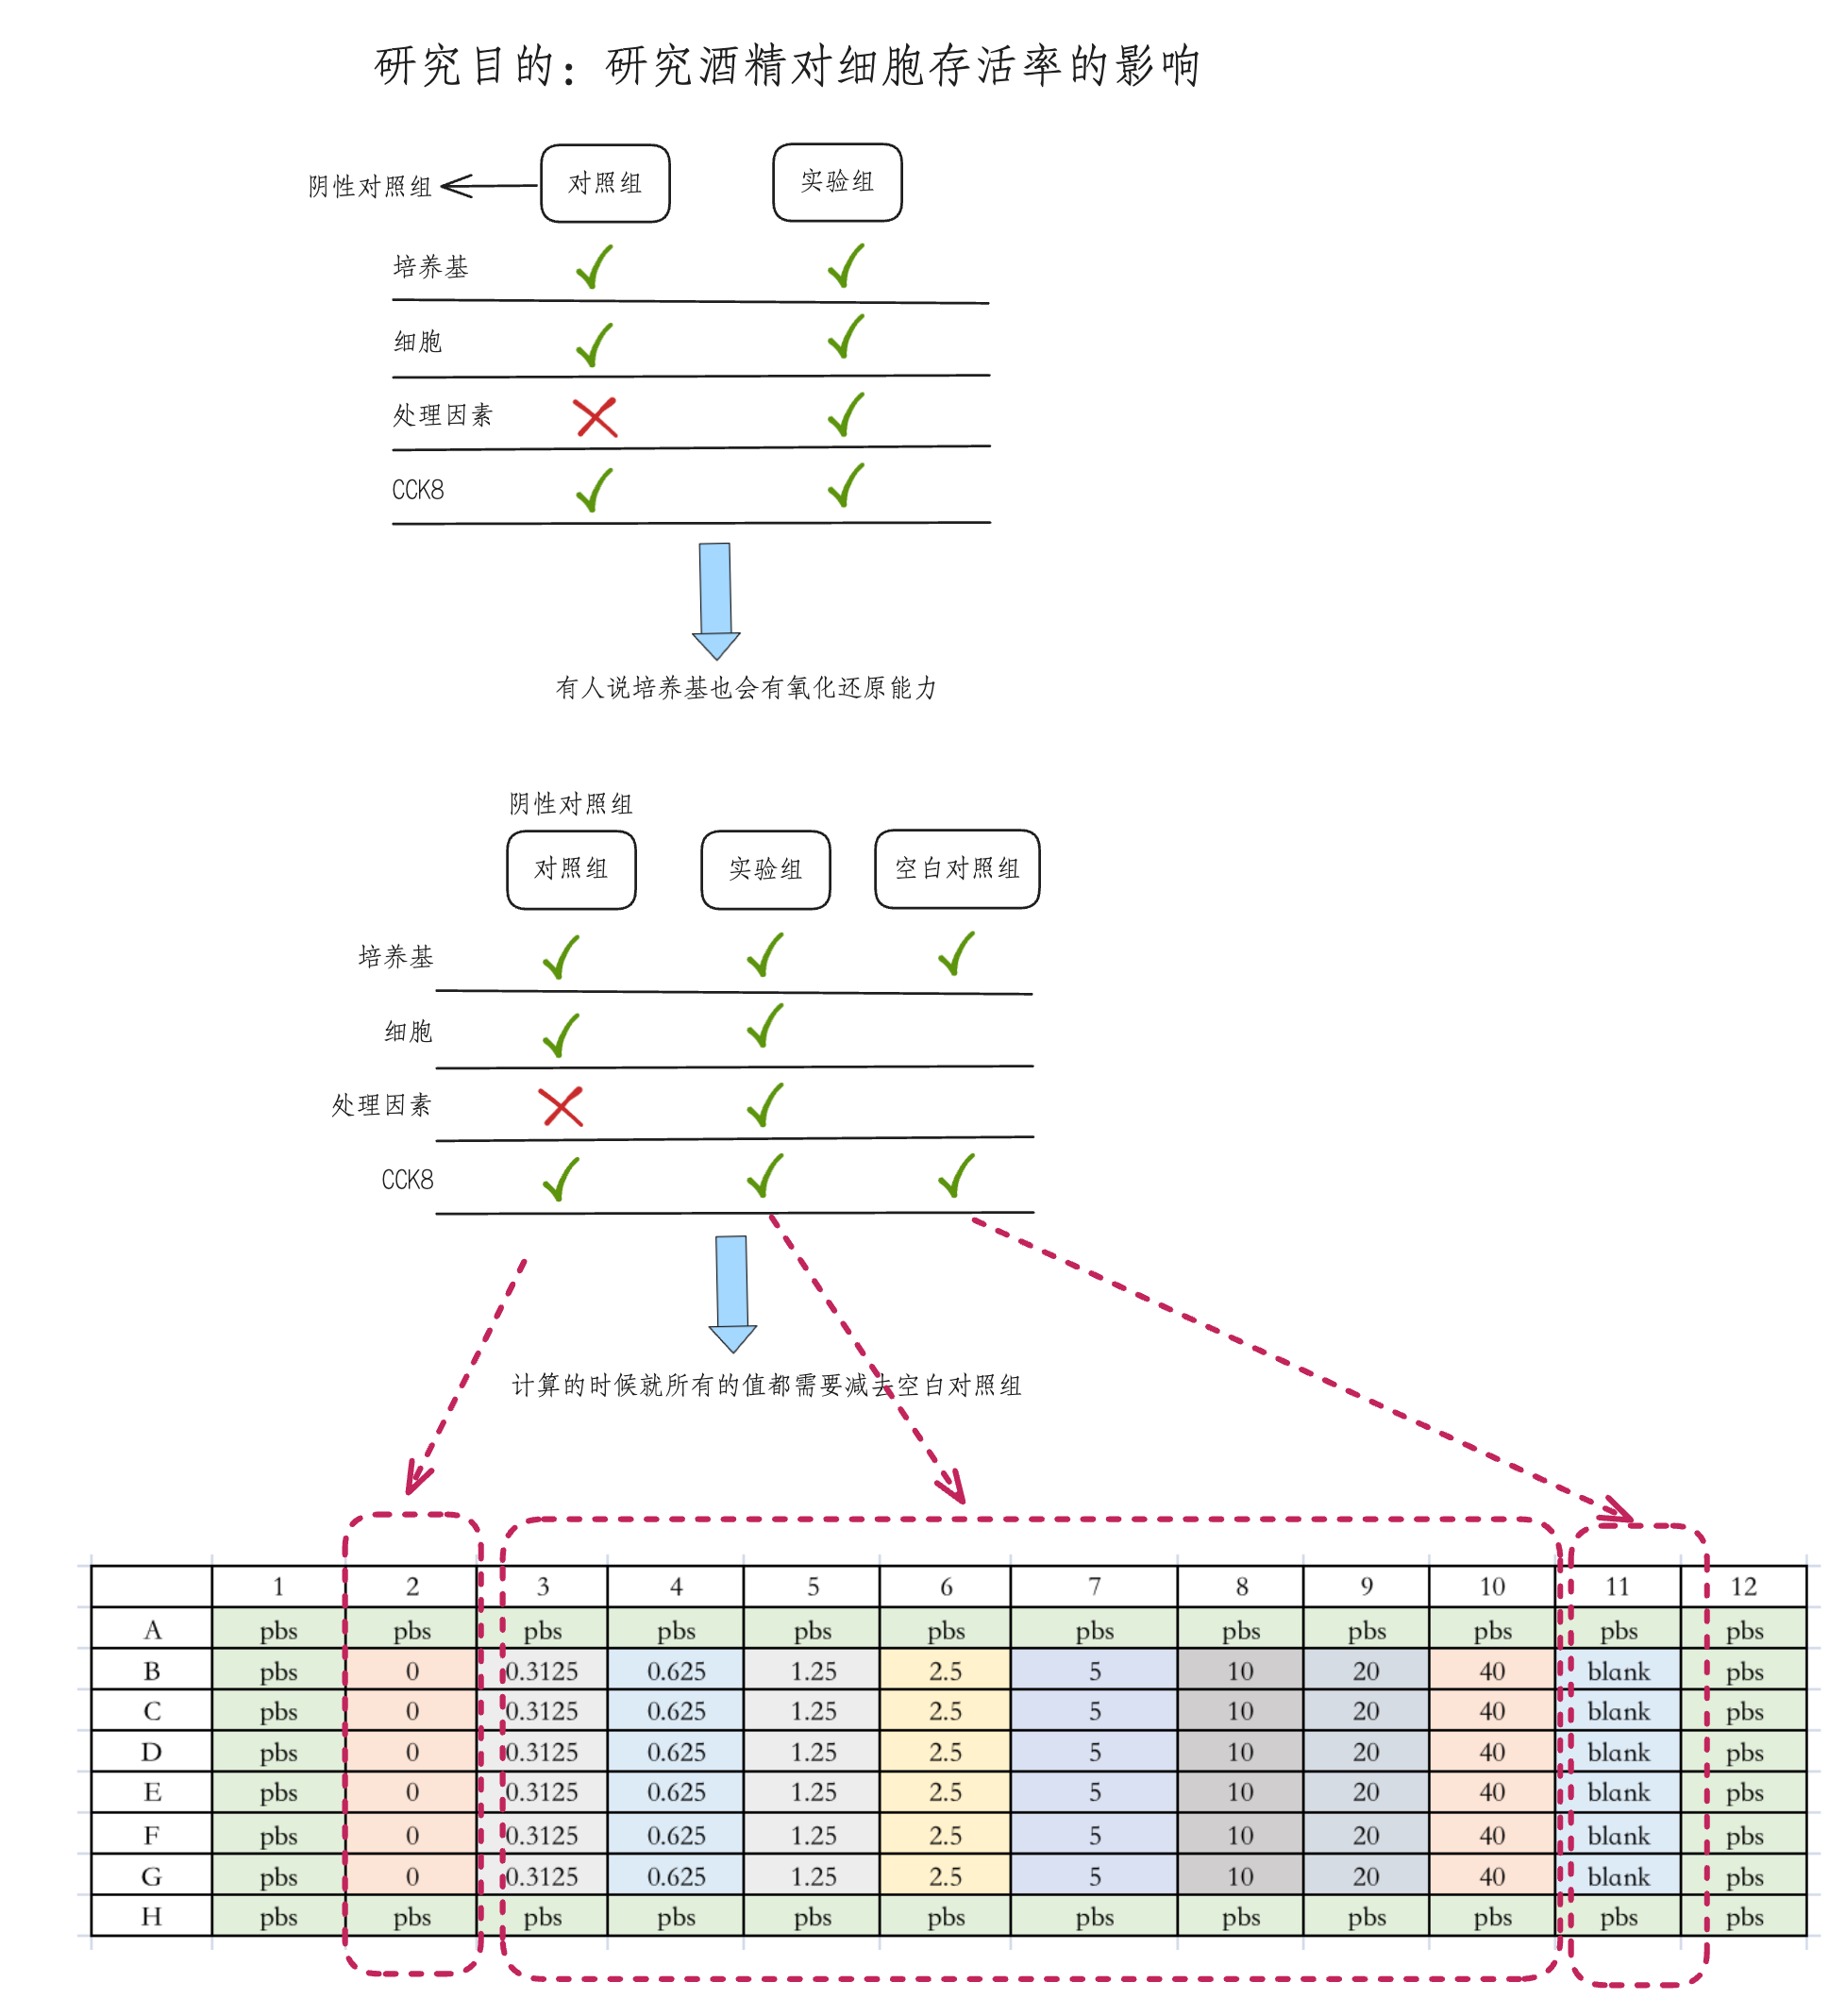 研究目的：研究酒精对细胞存活率的影响
阴性对照组 对照组 实验组
培养基
细胞
处理因素
CCK8
有人说培养基也会有氧化还原能力
阴性对照组
对照组 实验组 空白对照组
培养基
细胞
处理因素
CCK8
计算的时候就所有的值都需要减去空白对照组
1 2 3 4 5 6 7 8 9 10 11 12
A pbs pbs pbs pbs pbs pbs pbs pbs pbs pbs pbs pbs
B pbs 0 0.3125 0.625 1.25 2.5 5 10 20 40 blank pbs
C pbs 0 0.3125 0.625 1.25 2.5 5 10 20 40 blank pbs
D pbs 0 0.3125 0.625 1.25 2.5 5 10 20 40 blank pbs
E pbs 0 0.3125 0.625 1.25 2.5 5 10 20 40 blank pbs
F pbs 0 0.3125 0.625 1.25 2.5 5 10 20 40 blank pbs
G pbs 0 0.3125 0.625 1.25 2.5 5 10 20 40 blank pbs
H pbs pbs pbs pbs pbs pbs pbs pbs pbs pbs pbs pbs